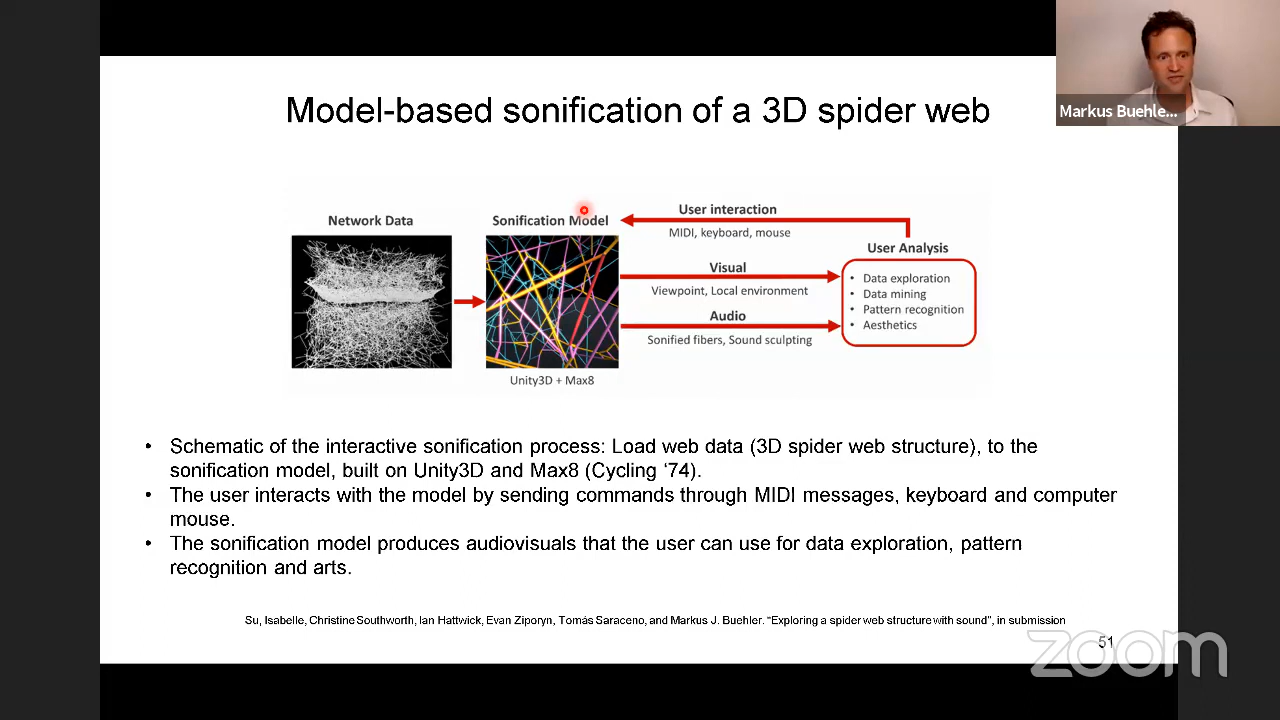 Markus Buehle...
Model-based sonification of a 3D spider web
Network Data
Sonification Model
Unity3D + Max8
User interaction
MIDI, keyboard, mouse
Visual
Viewpoint, Local environment
Audio
Sonified fibers, Sound sculpting
User Analysis
• Data exploration
• Data mining
• Pattern recognition
• Aesthetics
• Schematic of the interactive sonification process: Load web data (3D spider web structure), to the
sonification model, built on Unity3D and Max8 (Cycling ‘74).
• The user interacts with the model by sending commands through MIDI messages, keyboard and computer
mouse.
• The sonification model produces audiovisuals that the user can use for data exploration, pattern
recognition and arts.
Su, Isabelle, Christine Southworth, Ian Hattwick, Evan Ziporyn, Tomás Saraceno, and Markus J. Buehler. “Exploring a spider web structure with sound”, in submission
51
zoom